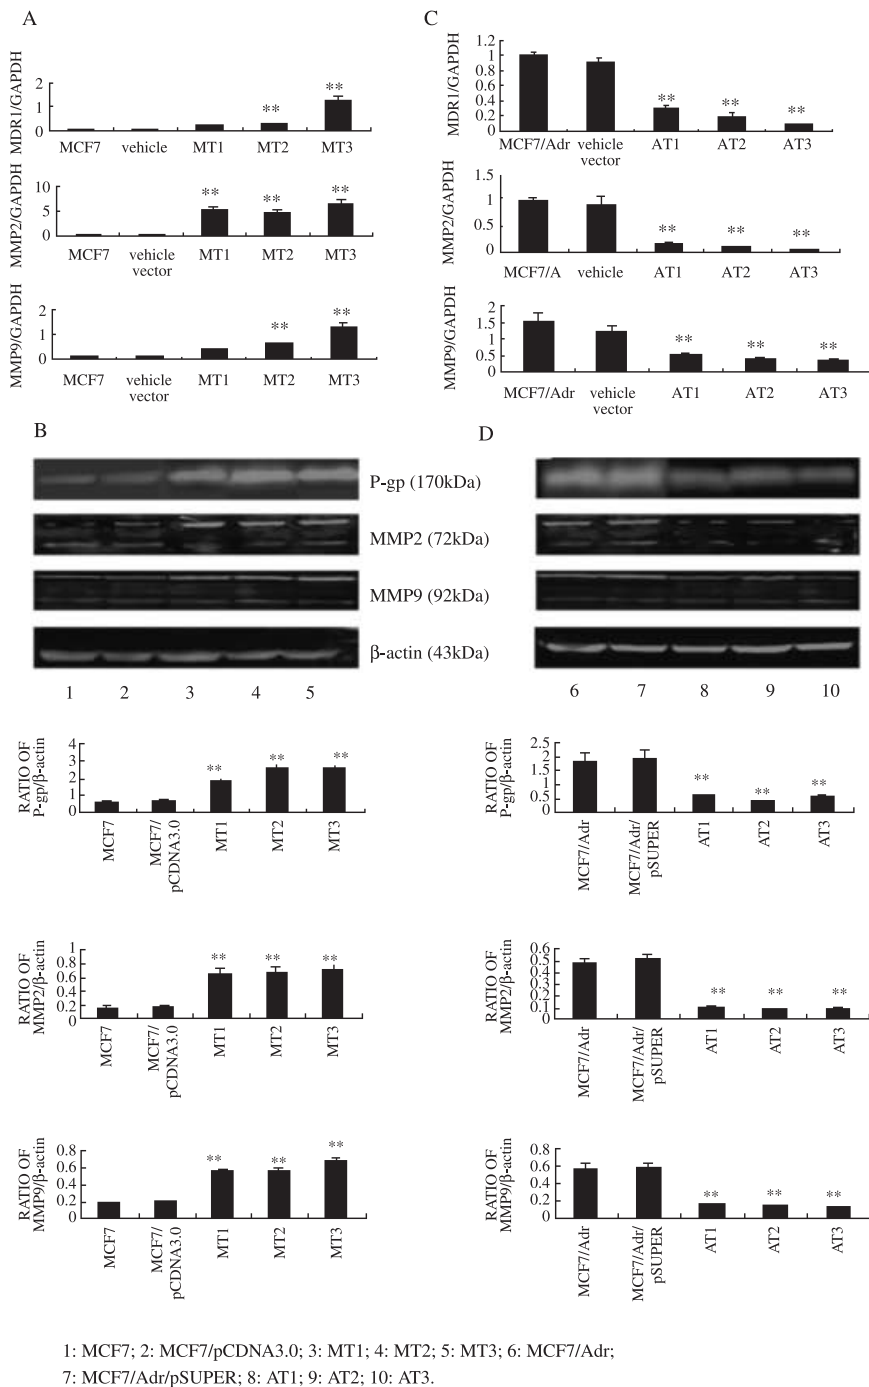 A
MDR1/GAPDH
2
1
0
**
**
MCF7 vehicle MT1 MT2 MT3
MMP2/GAPDH
10
5
0
**
**
**
MCF7 vehicle vector MT1 MT2 MT3
MMP9/GAPDH
2
1
0
**
**
MCF7 vehicle vector MT1 MT2 MT3
C
MDR1/GAPDH
1.2
1
0.8
0.6
0.4
0.2
0
**
**
**
MCF7/Adr vehicle vector AT1 AT2 AT3
MMP2/GAPDH
1.5
1
0.5
0
**
**
**
MCF7/A vehicle AT1 AT2 AT3
MMP9/GAPDH
2
1.5
1
0.5
0
**
**
**
MCF7/Adr vehicle vector AT1 AT2 AT3
B
D
P-gp (170kDa)
MMP2 (72kDa)
MMP9 (92kDa)
β-actin (43kDa)
1 2 3 4 5
6 7 8 9 10
RATIO OF
P-gp/β-actin
4
3
2
1
0
**
**
**
MCF7
MCF7/
pCDNA3.0
MT1
MT2
MT3
RATIO OF
MMP2/β-actin
1
0.8
0.6
0.4
0.2
0
**
**
**
MCF7
MCF7/
pCDNA3.0
MT1
MT2
MT3
RATIO OF
MMP9/β-actin
0.8
0.6
0.4
0.2
0
**
**
**
MCF7
MCF7/
pCDNA3.0
MT1
MT2
MT3
RATIO OF
P-gp/β-actin
2.5
2
1.5
1
0.5
0
**
**
**
MCF7/Adr
MCF7/Adr/
pSUPER
AT1
AT2
AT3
RATIO OF
MMP2/β-actin
0.6
0.5
0.4
0.3
0.2
0.1
0
**
**
**
MCF7/Adr
MCF7/Adr/
pSUPER
AT1
AT2
AT3
RATIO OF
MMP9/β-actin
0.8
0.6
0.4
0.2
0
**
**
**
MCF7/Adr
MCF7/Adr/
pSUPER
AT1
AT2
AT3
1: MCF7; 2: MCF7/pCDNA3.0; 3: MT1; 4: MT2; 5: MT3; 6: MCF7/Adr;
7: MCF7/Adr/pSUPER; 8: AT1; 9: AT2; 10: AT3.